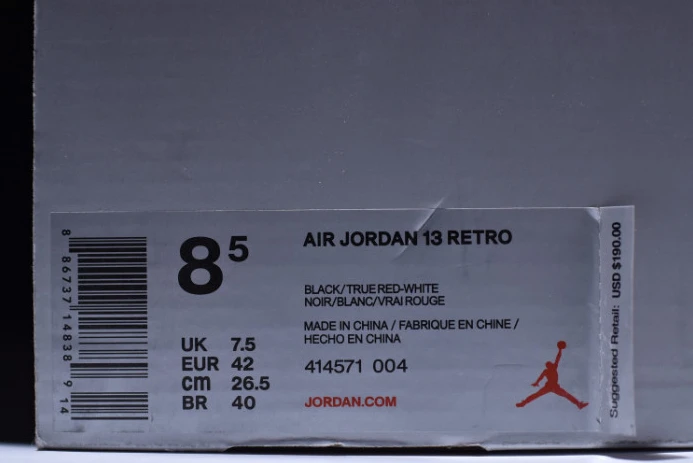 8 86737 14838 9 14
8 5
UK 7.5
EUR 42
cm 26.5
BR 40
AIR JORDAN 13 RETRO
BLACK/TRUE RED-WHITE
NOIR/BLANC/VRAI ROUGE
MADE IN CHINA / FABRIQUE EN CHINE /
HECHO EN CHINA
414571 004
JORDAN.COM
Suggested Retail: USD $190.00